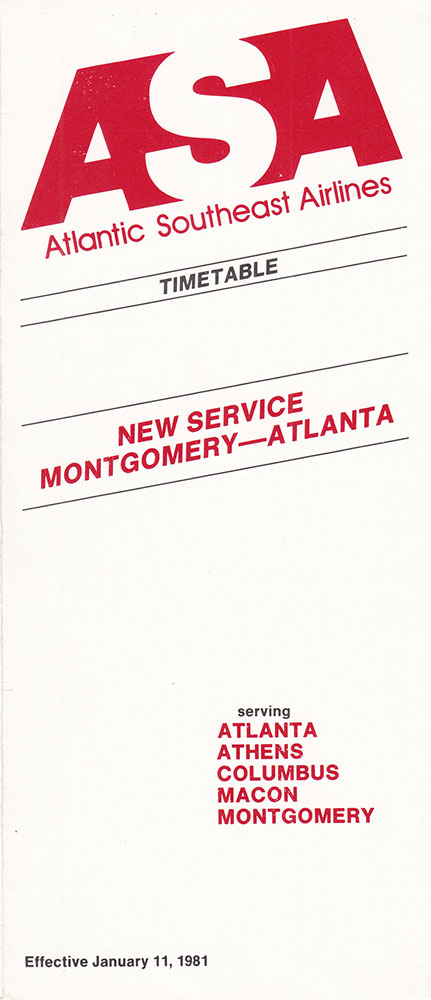 ASA
Atlantic Southeast Airlines
TIMETABLE
NEW SERVICE
MONTGOMERY—ATLANTA
serving
ATLANTA
ATHENS
COLUMBUS
MACON
MONTGOMERY
Effective January 11, 1981